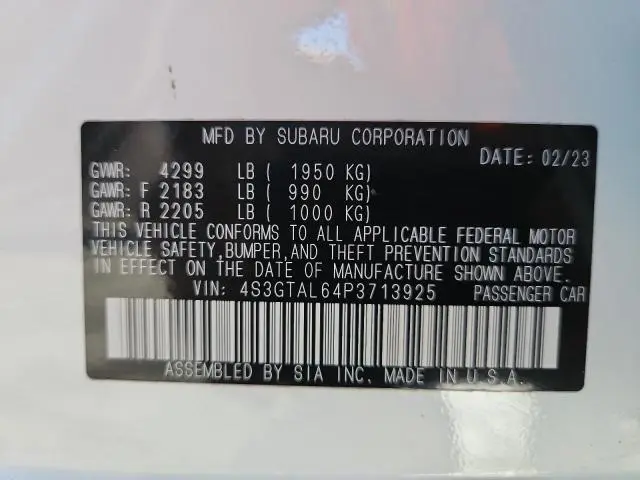 MFD BY SUBARU CORPORATION
DATE: 02/23
GVWR: 4299 LB ( 1950 KG)
GAWR: F 2183 LB ( 990 KG)
GAWR: R 2205 LB ( 1000 KG)
THIS VEHICLE CONFORMS TO ALL APPLICABLE FEDERAL MOTOR
VEHICLE SAFETY,BUMPER,AND THEFT PREVENTION STANDARDS
IN EFFECT ON THE DATE OF MANUFACTURE SHOWN ABOVE.
VIN: 4S3GTAL64P3713925 PASSENGER CAR
ASSEMBLED BY SIA INC. MADE IN U.S.A.